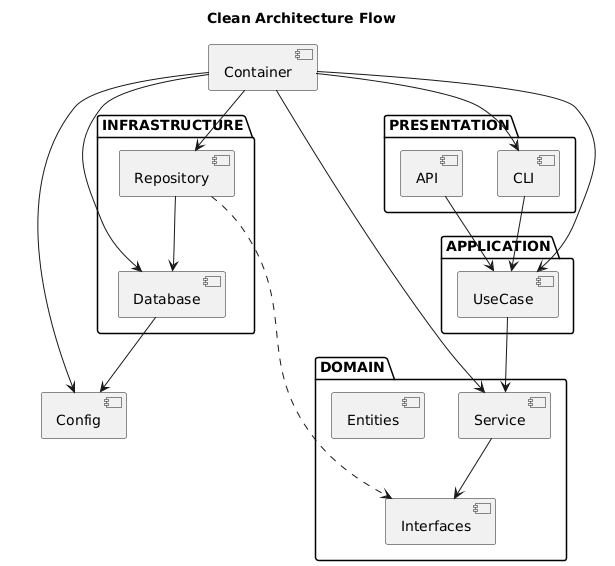 Clean Architecture Flow
Container
INFRASTRUCTURE
PRESENTATION
Repository
API
CLI
APPLICATION
Database
UseCase
DOMAIN
Config
Entities
Service
Interfaces